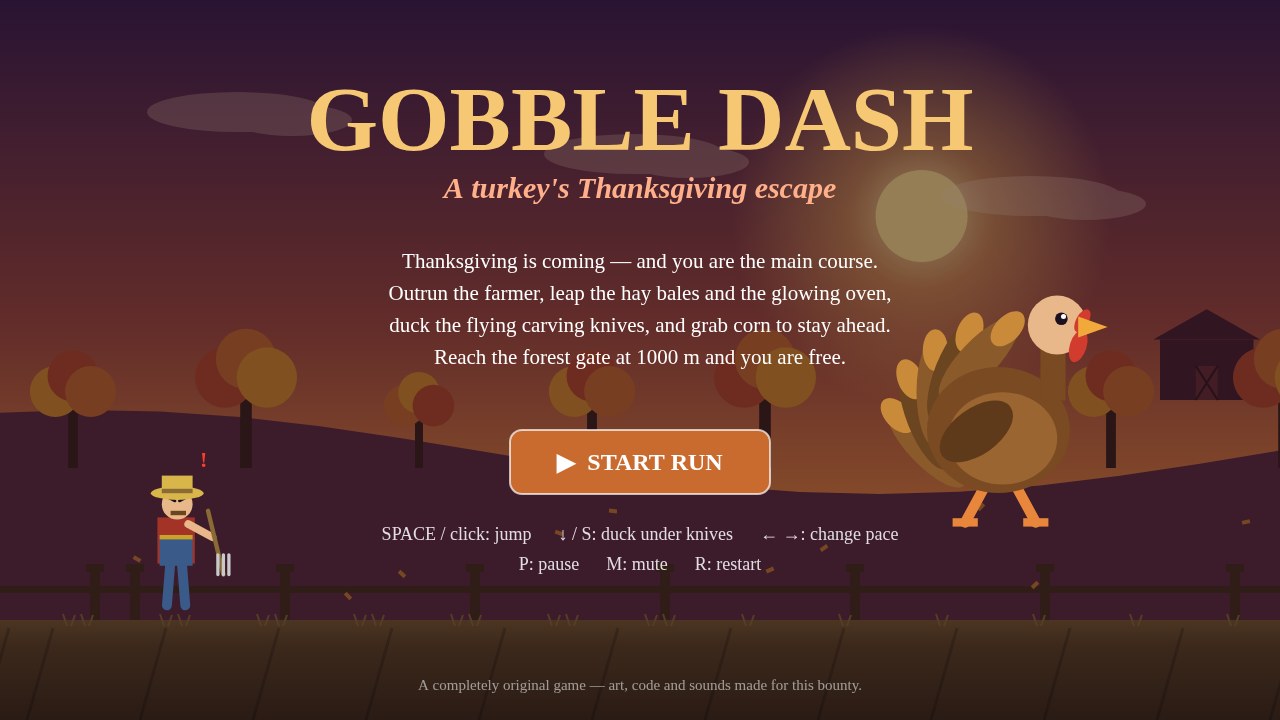 GOBBLE DASH
A turkey's Thanksgiving escape
Thanksgiving is coming — and you are the main course.
Outrun the farmer, leap the hay bales and the glowing oven,
duck the flying carving knives, and grab corn to stay ahead.
Reach the forest gate at 1000 m and you are free.
!
▶ START RUN
SPACE / click: jump ↓ / S: duck under knives ← →: change pace
P: pause M: mute R: restart
A completely original game — art, code and sounds made for this bounty.